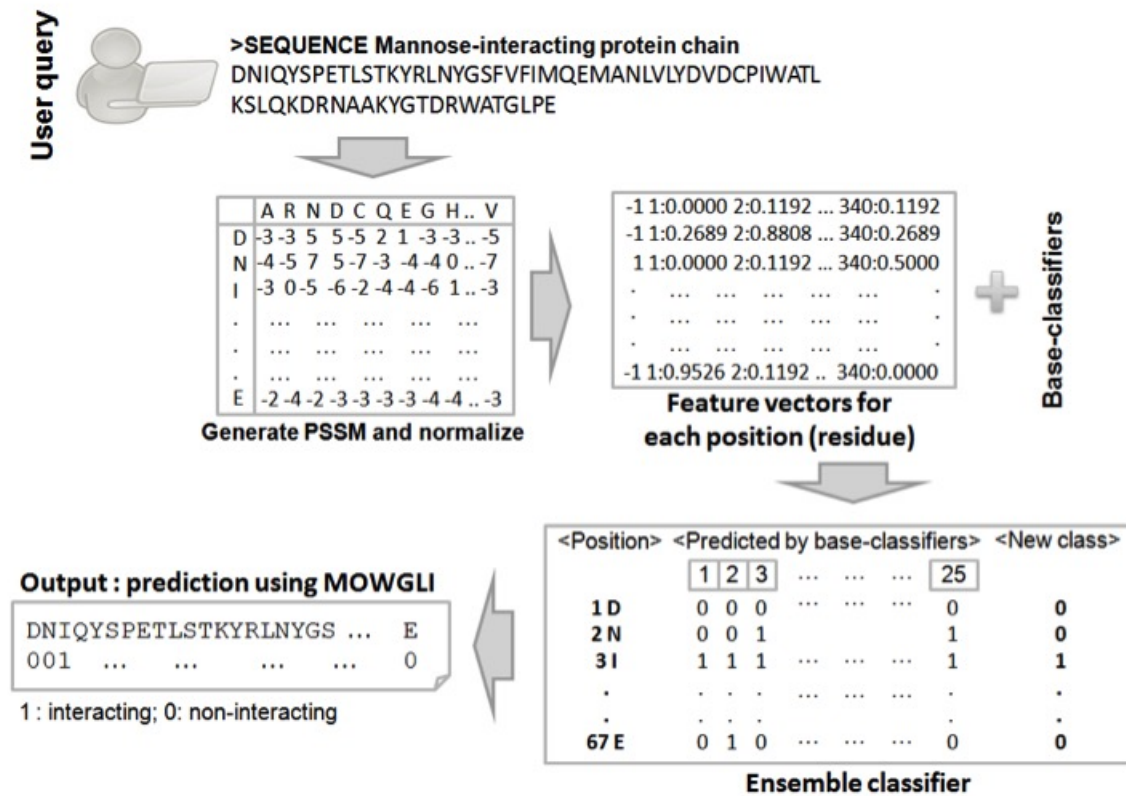 User query
>SEQUENCE Mannose-interacting protein chain
DNIQYSPETLSTKYRLNYGSFVFIMQEMANLVLYDVDCPIWATL
KSLQKDRNAAKYGTDRWATGLPE
A R N D C Q E G H .. V
D -3 -3 5 5 -5 2 1 -3 -3 .. -5
N -4 -5 7 5 -7 -3 -4 -4 0 .. -7
I -3 0 -5 -6 -2 -4 -4 -6 1 .. -3
. ... ... ... ... ...
. ... ... ... ... ...
. ... ... ... ... ...
E -2 -4 -2 -3 -3 -3 -3 -4 -4 .. -3
Generate PSSM and normalize
-1 1:0.0000 2:0.1192 ... 340:0.1192
-1 1:0.2689 2:0.8808 ... 340:0.2689
1 1:0.0000 2:0.1192 ... 340:0.5000
. ... ... ... ... ... .
. ... ... ... ... ... .
. ... ... ... ... ... .
-1 1:0.9526 2:0.1192 .. 340:0.0000
Feature vectors for
each position (residue)
Base-classifiers
<Position> <Predicted by base-classifiers> <New class>
1 2 3 ... ... ... 25
1 D 0 0 0 ... ... ... 0 0
2 N 0 0 1 ... ... ... 1 0
3 I 1 1 1 ... ... ... 1 1
. . . . ... ... ... . .
. . . . ... ... ... . .
67 E 0 1 0 ... ... ... 0 0
Ensemble classifier
Output : prediction using MOWGLI
DNIQYSPETLSTKYRLNYGS ... E
001 ... ... ... ... 0
1 : interacting; 0: non-interacting